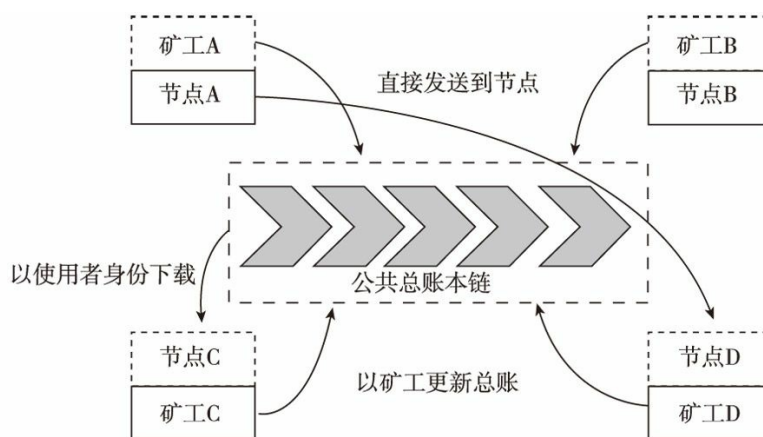 矿工A
节点A
矿工B
节点B
直接发送到节点
公共总账本链
以使用者身份下载
节点C
矿工C
以矿工更新总账
节点D
矿工D